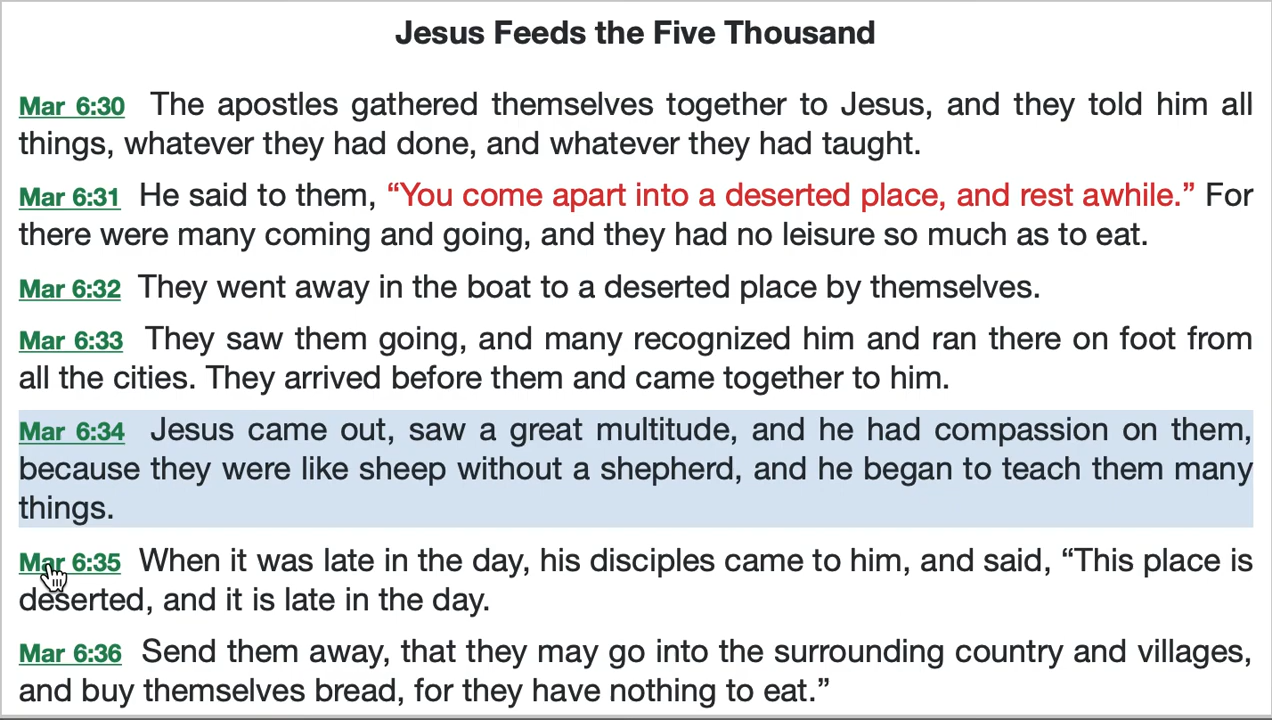 Jesus Feeds the Five Thousand
Mar 6:30 The apostles gathered themselves together to Jesus, and they told him all
things, whatever they had done, and whatever they had taught.
Mar 6:31 He said to them, “You come apart into a deserted place, and rest awhile.” For
there were many coming and going, and they had no leisure so much as to eat.
Mar 6:32 They went away in the boat to a deserted place by themselves.
Mar 6:33 They saw them going, and many recognized him and ran there on foot from
all the cities. They arrived before them and came together to him.
Mar 6:34 Jesus came out, saw a great multitude, and he had compassion on them,
because they were like sheep without a shepherd, and he began to teach them many
things.
Mar 6:35 When it was late in the day, his disciples came to him, and said, “This place is
deserted, and it is late in the day.
Mar 6:36 Send them away, that they may go into the surrounding country and villages,
and buy themselves bread, for they have nothing to eat.”